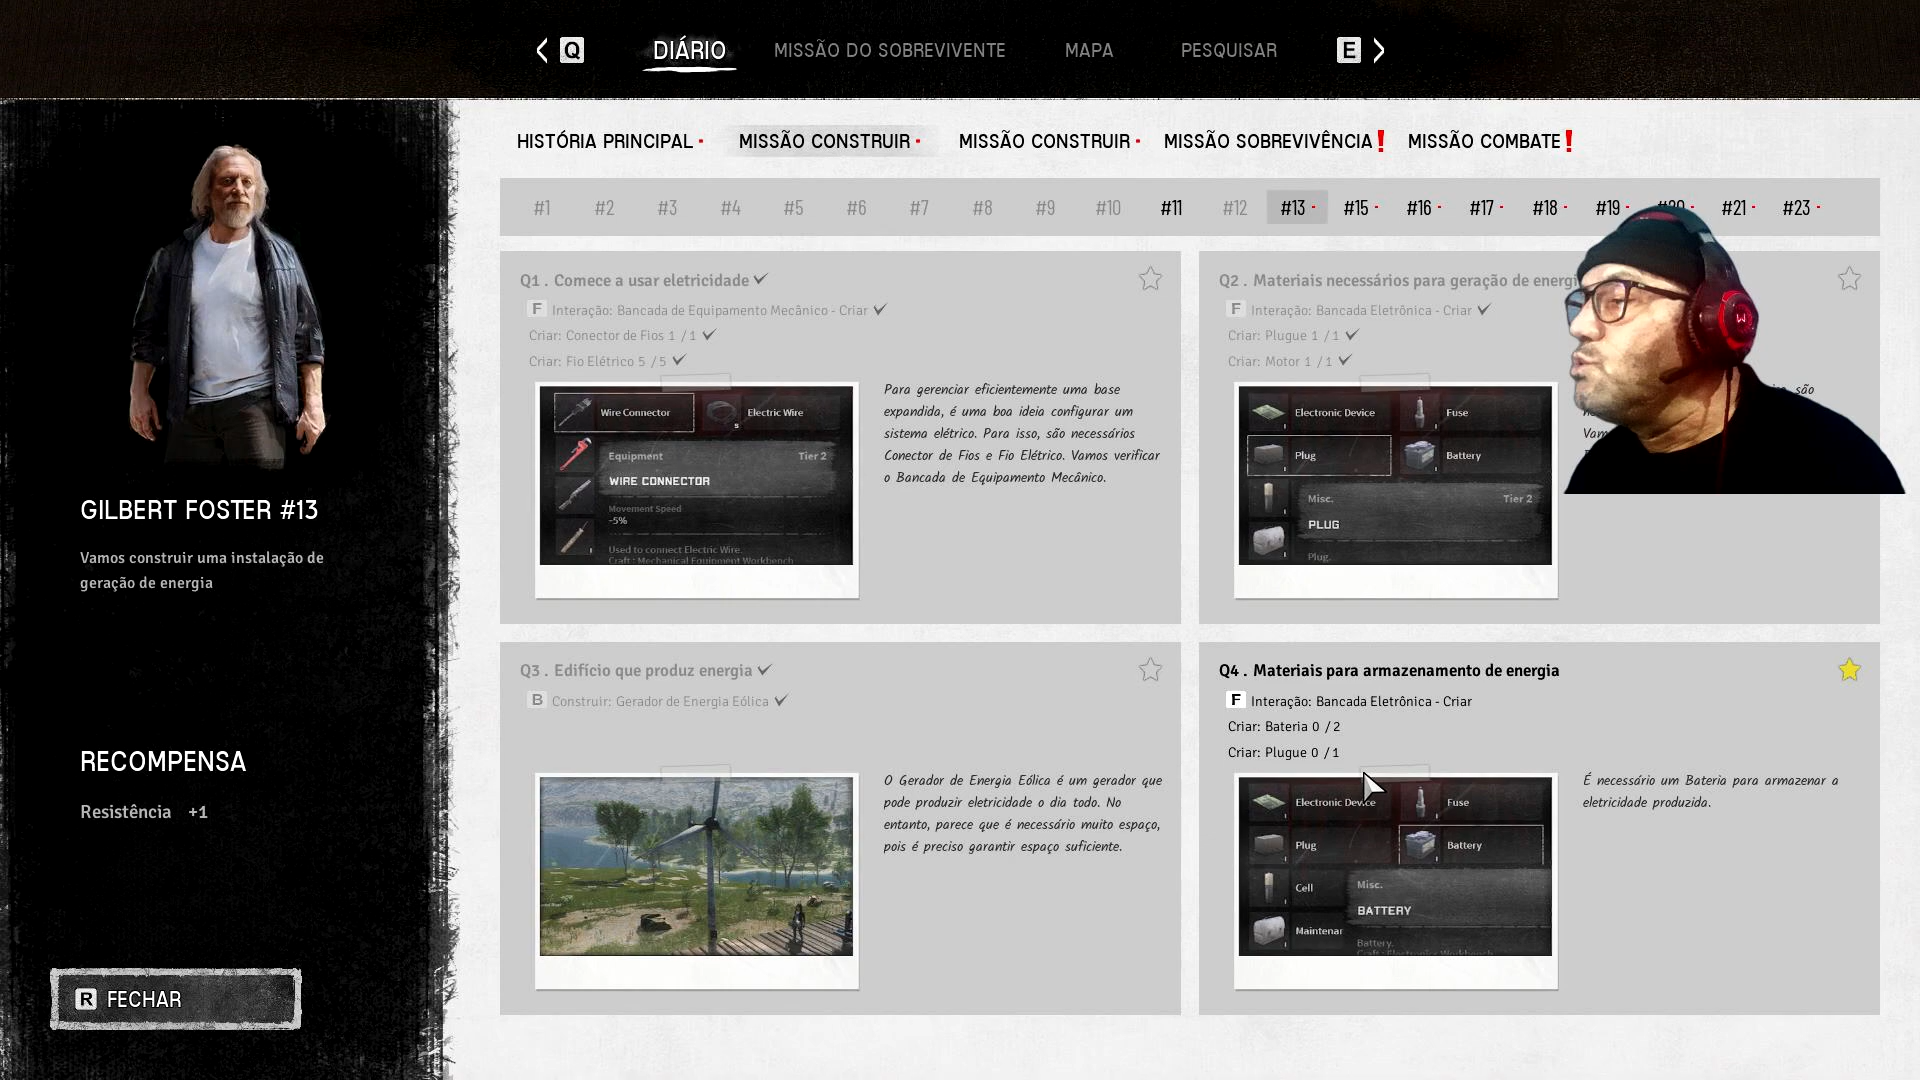 Q
DIÁRIO
MISSÃO DO SOBREVIVENTE
MAPA
PESQUISAR
E
HISTÓRIA PRINCIPAL
MISSÃO CONSTRUIR
MISSÃO CONSTRUIR
MISSÃO SOBREVIVÊNCIA !
MISSÃO COMBATE !
#1 #2 #3 #4 #5 #6 #7 #8 #9 #10 #11 #12 #13 #15 #16 #17 #18 #19 #20 #21 #23
GILBERT FOSTER #13
Vamos construir uma instalação de
geração de energia
RECOMPENSA
Resistência +1
R FECHAR
Q1 . Comece a usar eletricidade
F Interação: Bancada de Equipamento Mecânico - Criar
Criar: Conector de Fios 1 / 1
Criar: Fio Elétrico 5 / 5
Wire Connector
Electric Wire
5
Equipment
Tier 2
WIRE CONNECTOR
Movement Speed
-5%
Used to connect Electric Wire.
Craft : Mechanical Equipment Workbench
Para gerenciar eficientemente uma base
expandida, é uma boa ideia configurar um
sistema elétrico. Para isso, são necessários
Conector de Fios e Fio Elétrico. Vamos verificar
o Bancada de Equipamento Mecânico.
Q2 . Materiais necessários para geração de
F Interação: Bancada Eletrônica - Criar
Criar: Plugue 1 / 1
Criar: Motor 1 / 1
Electronic Device
Fuse
Plug
Battery
Misc.
Tier 2
PLUG
Plug.
são
Q3 . Edifício que produz energia
B Construir: Gerador de Energia Eólica
O Gerador de Energia Eólica é um gerador que
pode produzir eletricidade o dia todo. No
entanto, parece que é necessário muito espaço,
pois é preciso garantir espaço suficiente.
Q4 . Materiais para armazenamento de energia
F Interação: Bancada Eletrônica - Criar
Criar: Bateria 0 / 2
Criar: Plugue 0 / 1
Electronic Device
Fuse
Plug
Battery
Cell
Misc.
BATTERY
Maintenar
Battery.
Craft : Electronics Workbench
É necessário um Bateria para armazenar a
eletricidade produzida.